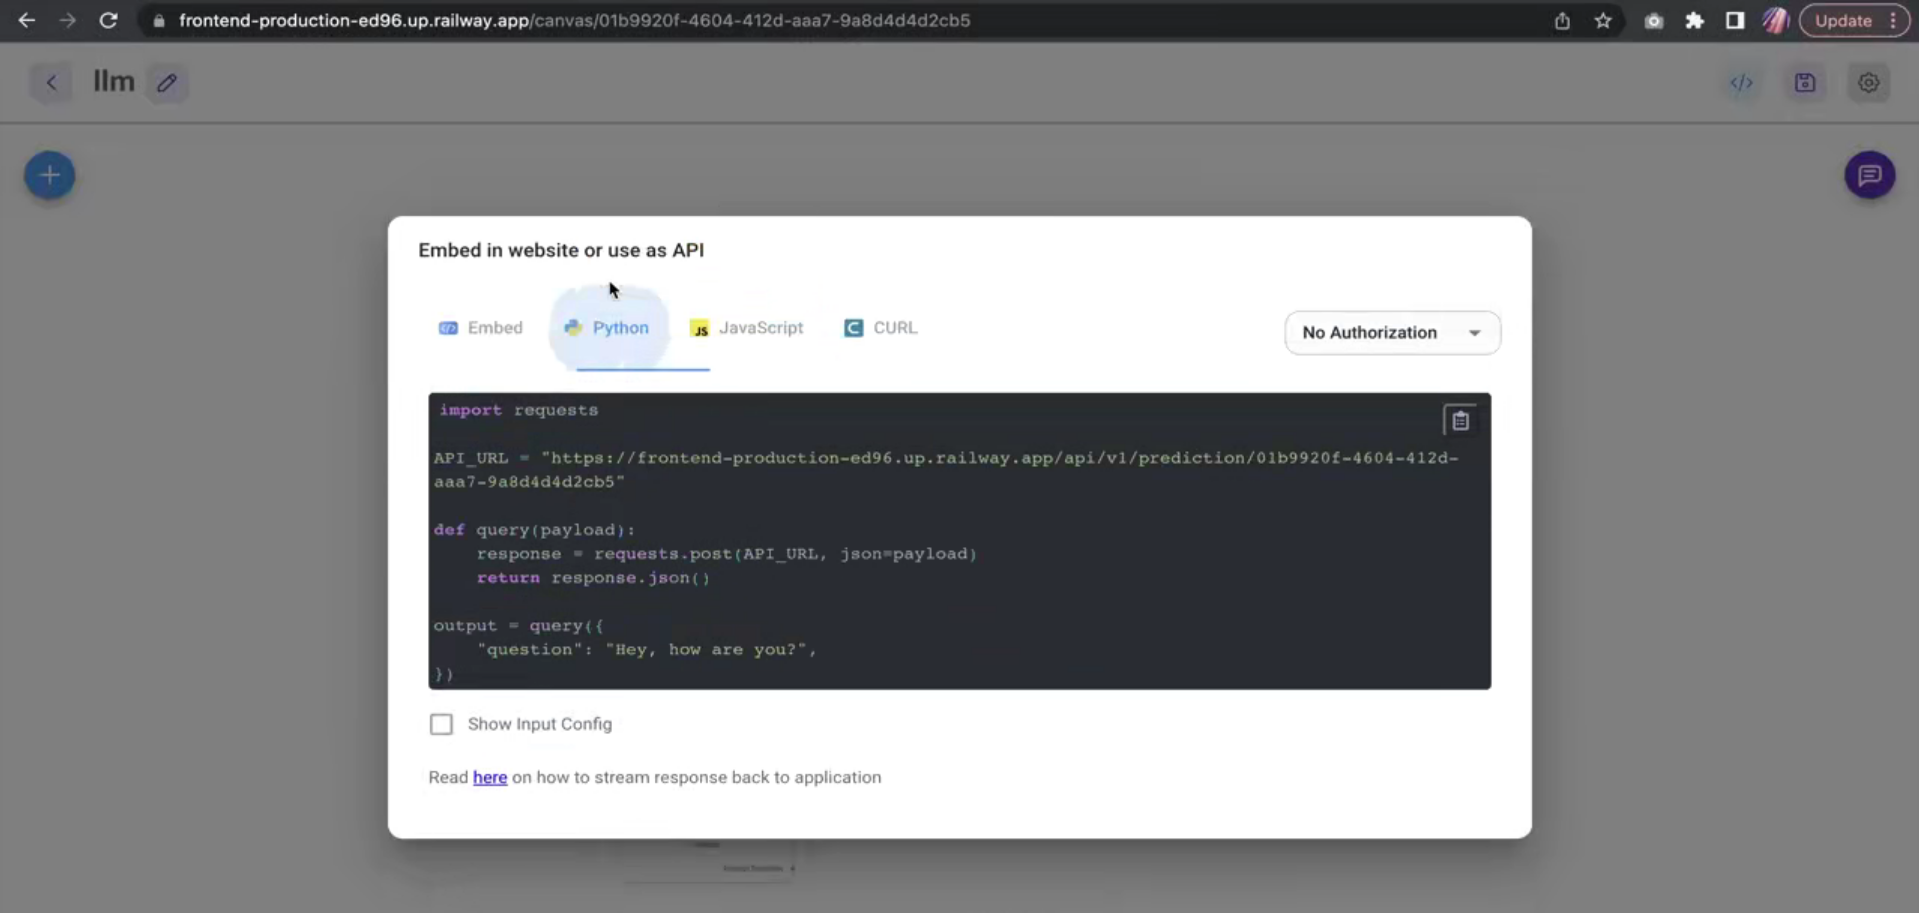 frontend-production-ed96.up.railway.app/canvas/01b9920f-4604-412d-aaa7-9a8d4d4d2cb5
Update
llm
</>
Embed in website or use as API
Embed
Python
JS JavaScript
C CURL
No Authorization
import requests
API_URL = "https://frontend-production-ed96.up.railway.app/api/v1/prediction/01b9920f-4604-412d-
aaa7-9a8d4d4d2cb5"
def query(payload):
    response = requests.post(API_URL, json=payload)
    return response.json()
output = query({
    "question": "Hey, how are you?",
})
Show Input Config
Read here on how to stream response back to application